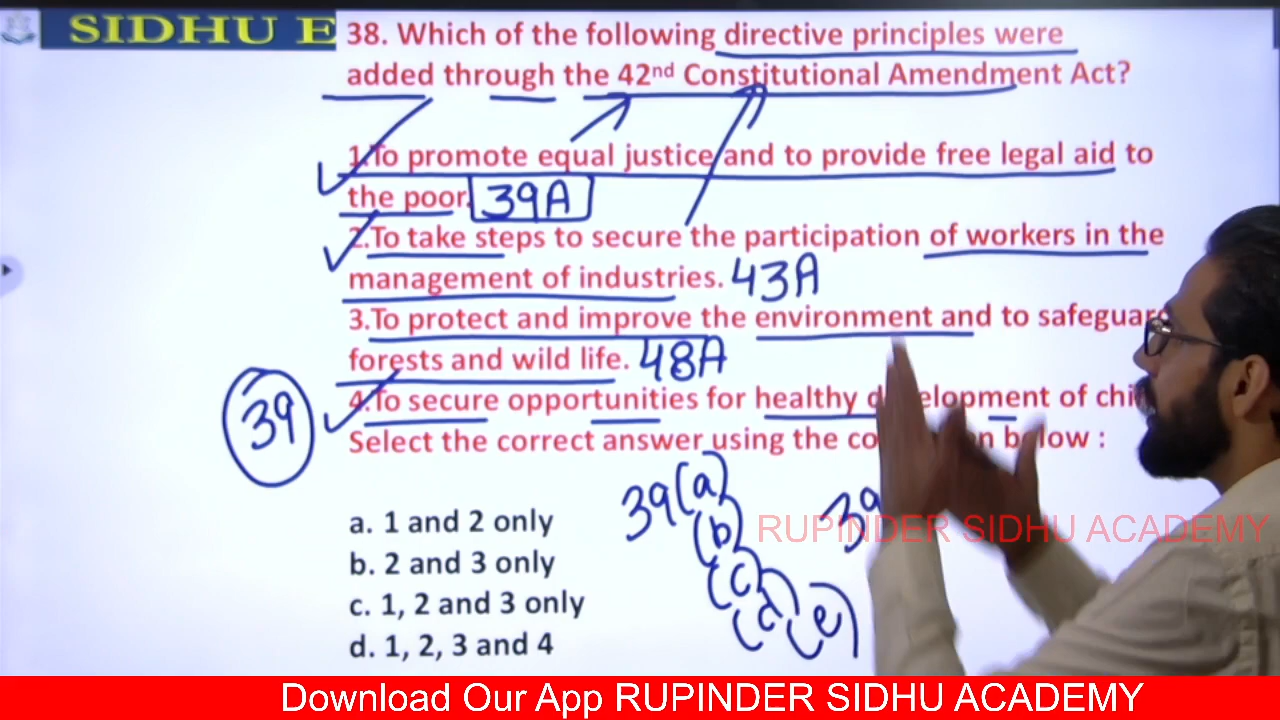 SIDHU E
38. Which of the following directive principles were
added through the 42nd Constitutional Amendment Act?
1.To promote equal justice and to provide free legal aid to
the poor. 39A
2.To take steps to secure the participation of workers in the
management of industries. 43A
3.To protect and improve the environment and to safeguard
forests and wild life. 48A
39
4.To secure opportunities for healthy development of
Select the correct answer using the below :
39(a)
(b)
(c)
(d)
(e)
39
a. 1 and 2 only
b. 2 and 3 only
c. 1, 2 and 3 only
d. 1, 2, 3 and 4
RUPINDER SIDHU ACADEMY
Download Our App RUPINDER SIDHU ACADEMY